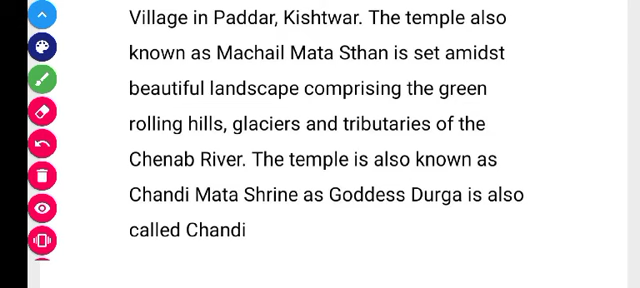 Village in Paddar, Kishtwar. The temple also
known as Machail Mata Sthan is set amidst
beautiful landscape comprising the green
rolling hills, glaciers and tributaries of the
Chenab River. The temple is also known as
Chandi Mata Shrine as Goddess Durga is also
called Chandi